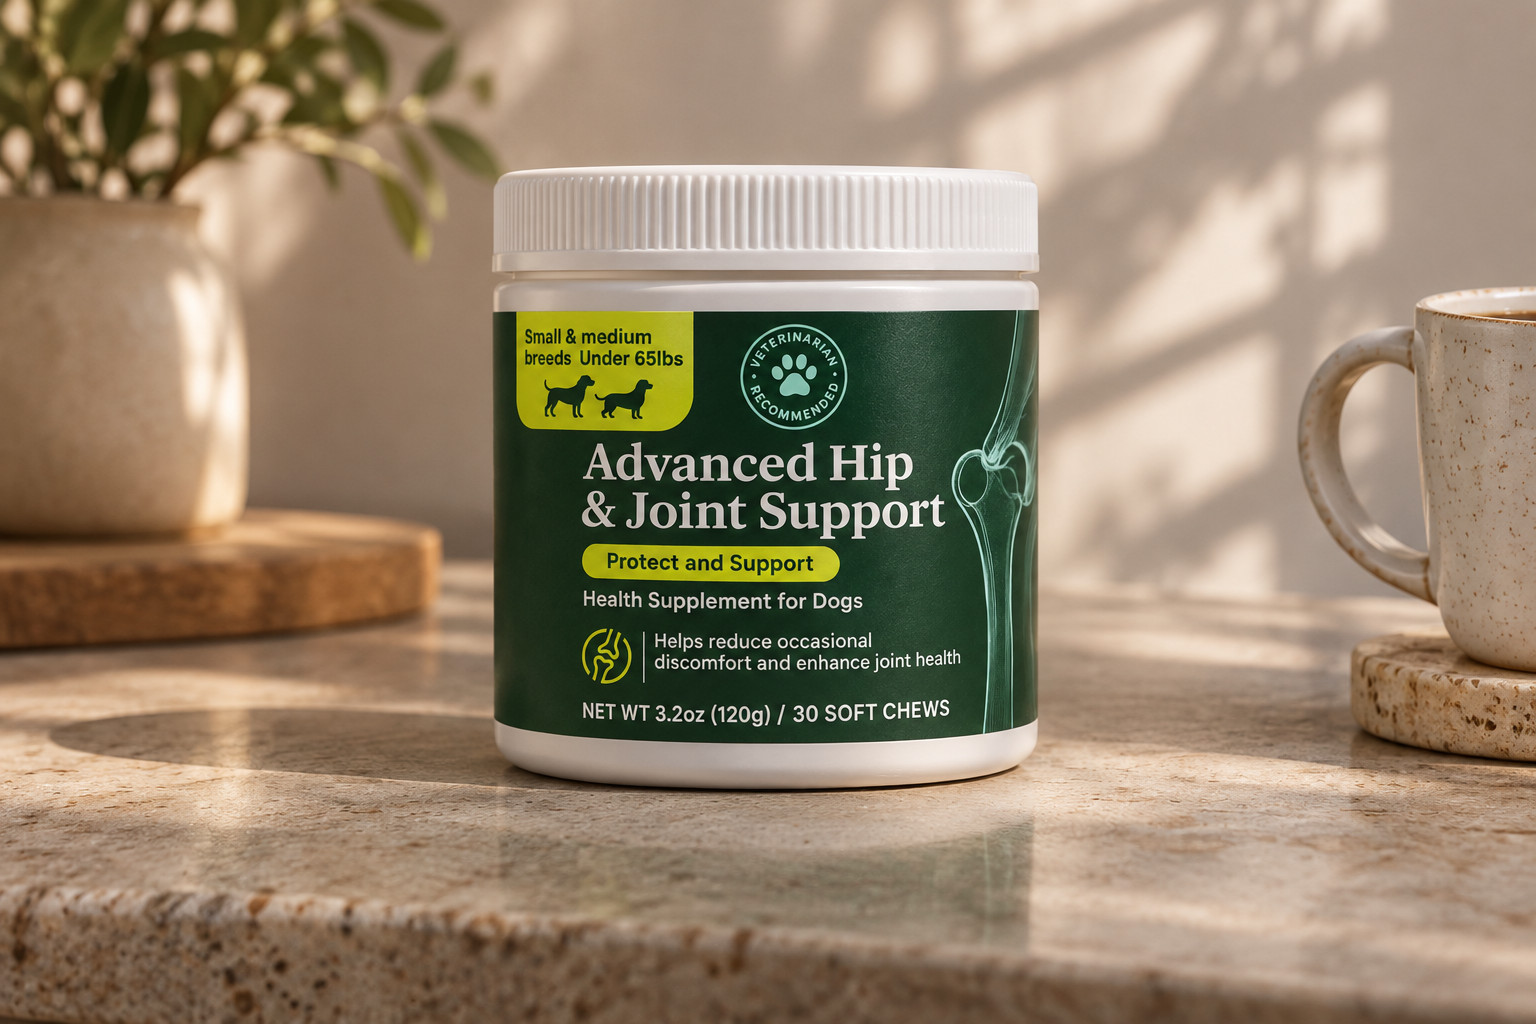 Small & medium
breeds Under 65lbs
VETERINARIAN
RECOMMENDED
Advanced Hip
& Joint Support
Protect and Support
Health Supplement for Dogs
Helps reduce occasional
discomfort and enhance joint health
NET WT 3.2oz (120g) / 30 SOFT CHEWS